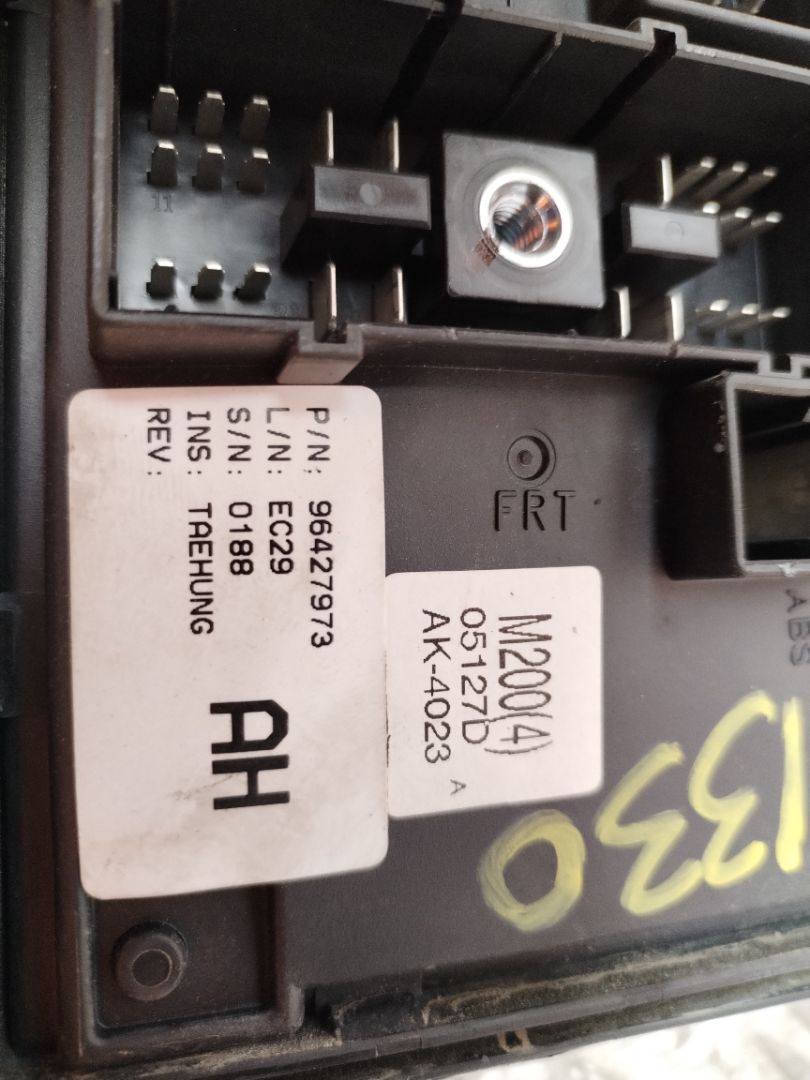 11
P/N: 96427973
L/N: EC29
S/N: 0188
INS: TAEHUNG
REV:
AH
FRT
M200(4)
05127D
AK-4023
A
ABS
1330